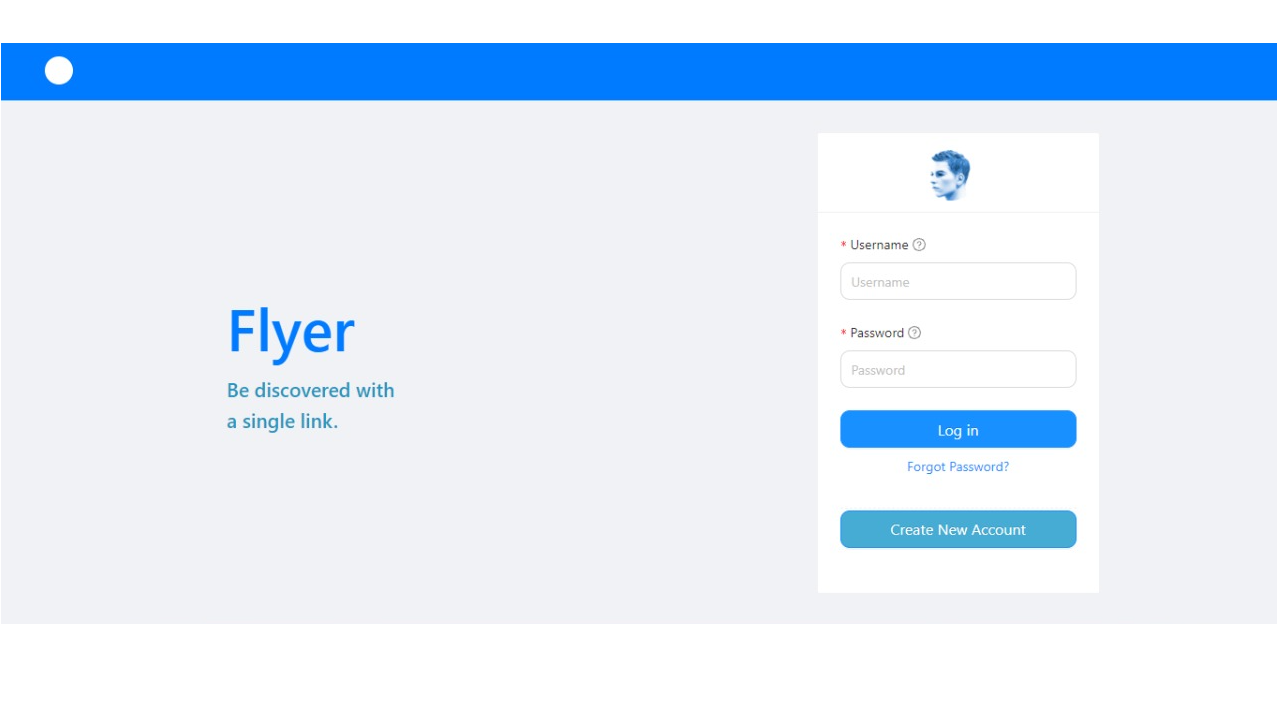 Flyer
Be discovered with
a single link.
* Username ?
Username
* Password ?
Password
Log in
Forgot Password?
Create New Account